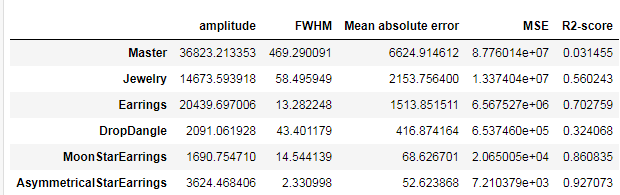 amplitude FWHM Mean absolute error MSE R2-score
Master 36823.213353 469.290091 6624.914612 8.776014e+07 0.031455
Jewelry 14673.593918 58.495949 2153.756400 1.337404e+07 0.560243
Earrings 20439.697006 13.282248 1513.851511 6.567527e+06 0.702759
DropDangle 2091.061928 43.401179 416.874164 6.537460e+05 0.324068
MoonStarEarrings 1690.754710 14.544139 68.626701 2.065005e+04 0.860835
AsymmetricalStarEarrings 3624.468406 2.330998 52.623868 7.210379e+03 0.927073